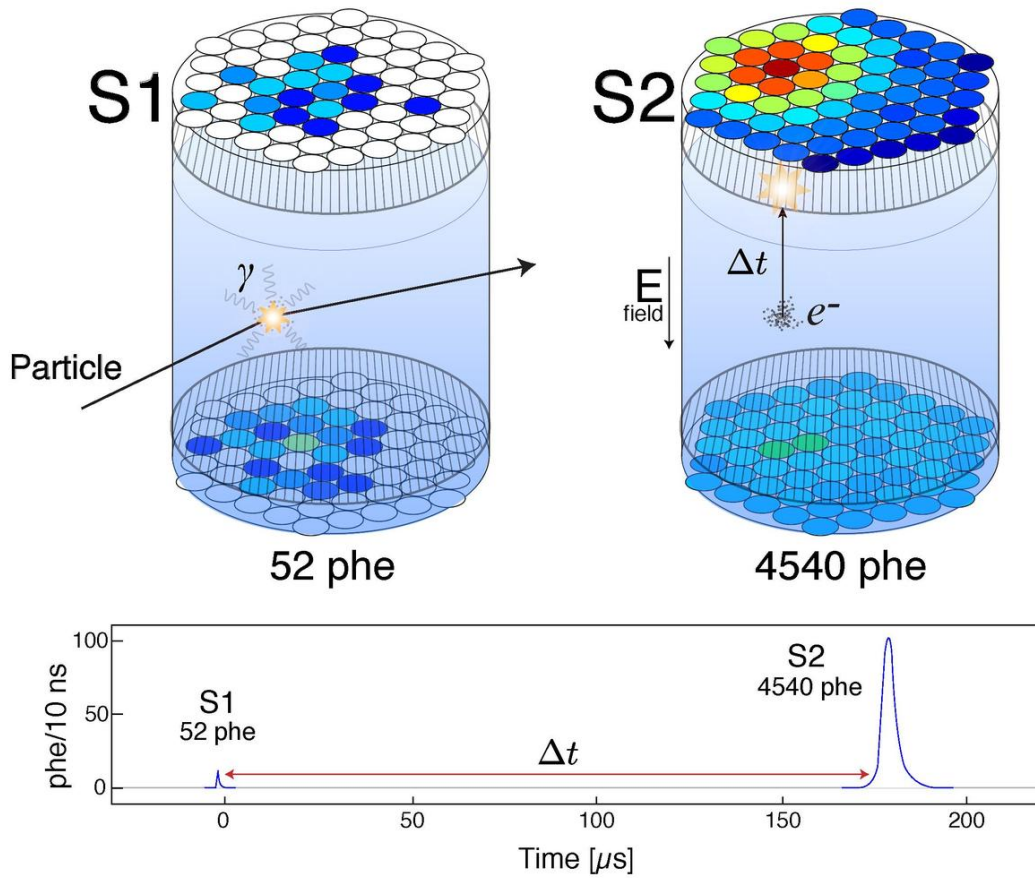 S1
S2
γ
Particle
E
field
Δt
e-
52 phe
4540 phe
phe/10 ns
100
50
0
S1
52 phe
Δt
S2
4540 phe
0
50
100
150
200
Time [μs]